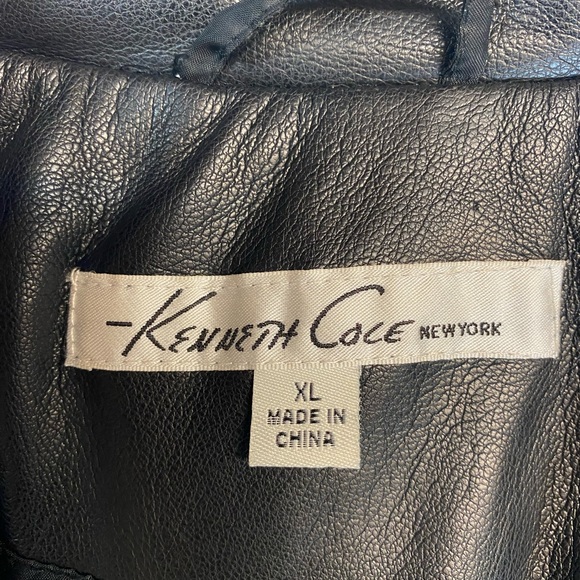 -KENNETH COLE NEW YORK
XL
MADE IN
CHINA